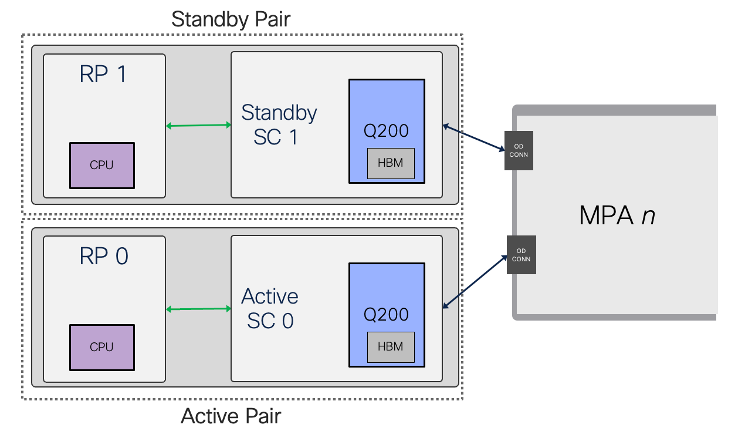 Standby Pair
RP 1
CPU
Standby
SC 1
Q200
HBM
OD
CONN
MPA n
RP 0
CPU
Active
SC 0
Q200
HBM
OD
CONN
Active Pair